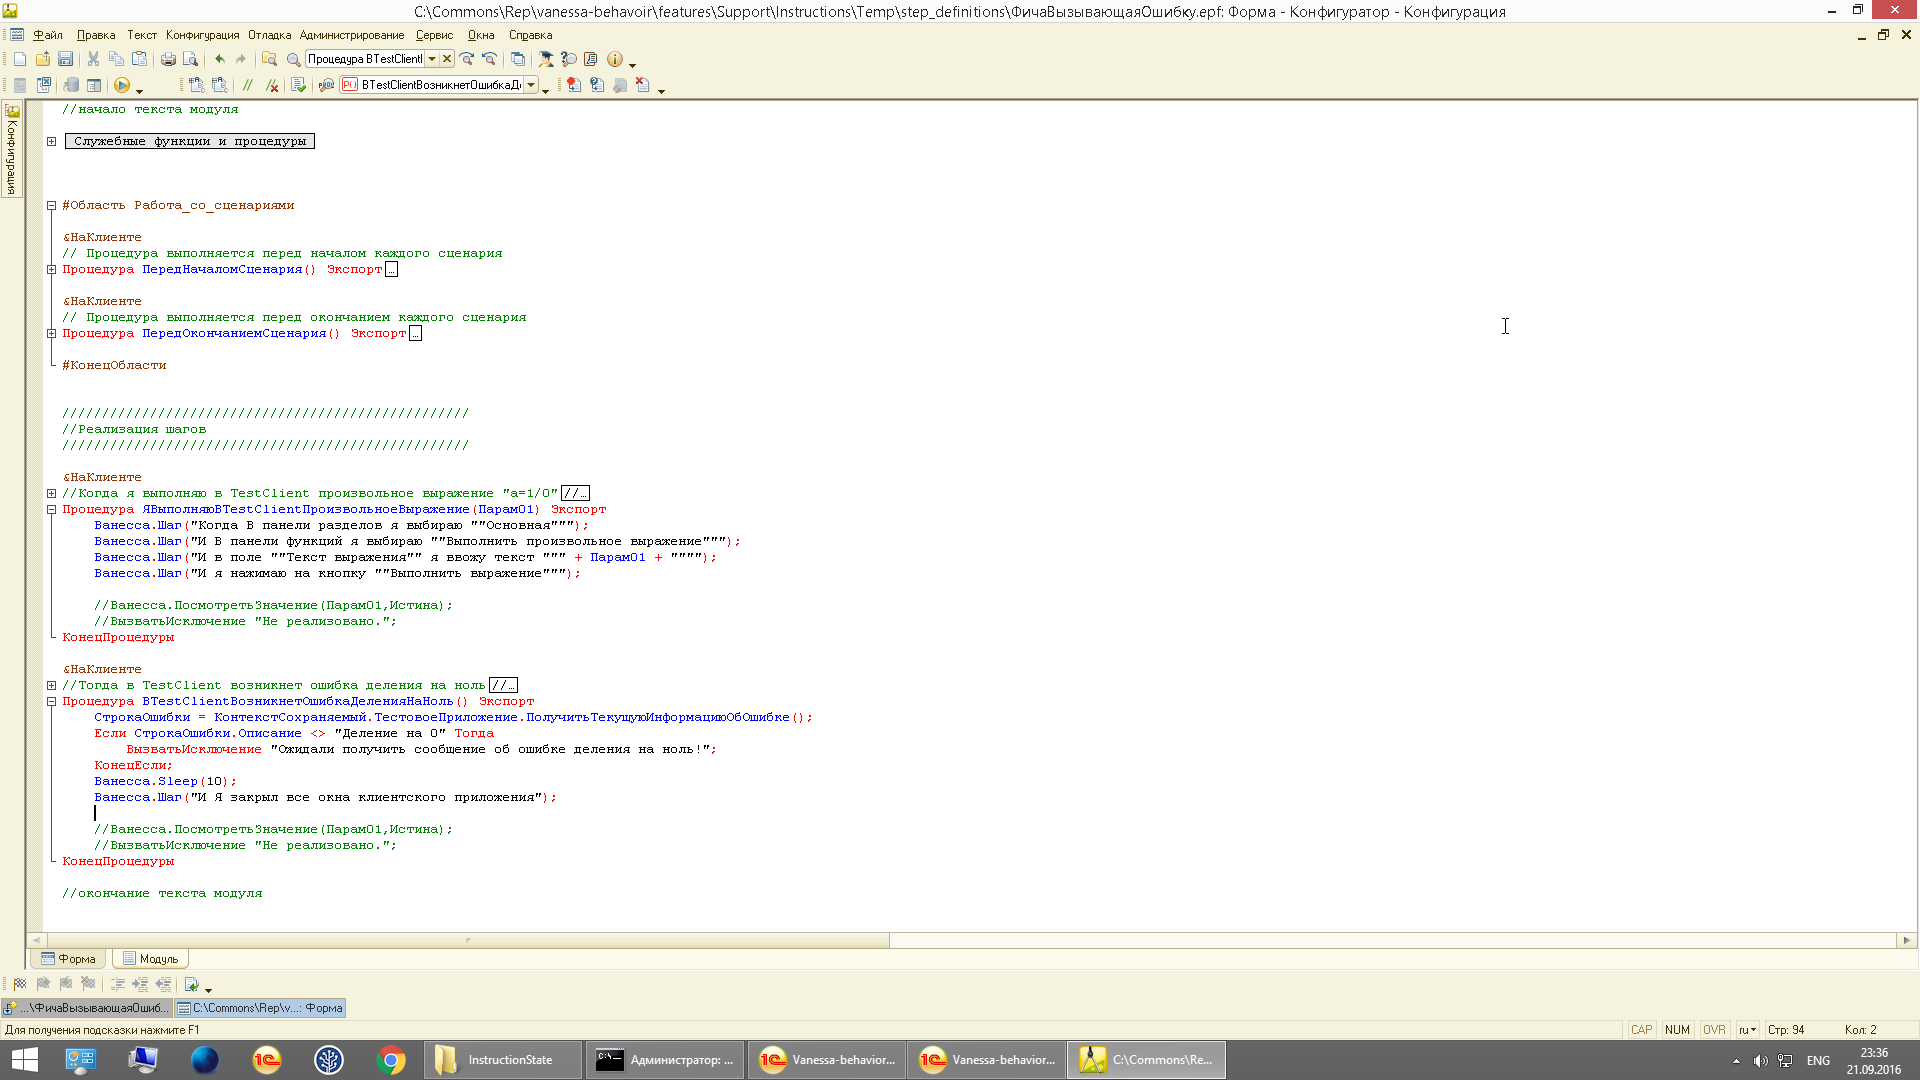 C:\Commons\Rep\vanessa-behavoir\features\Support\Instructions\Temp\step_definitions\ФичаВызывающаяОшибку.epf: Форма - Конфигуратор - Конфигурация
Файл Правка Текст Конфигурация Отладка Администрирование Сервис Окна Справка
Процедура BTestClientI
BTestClientВозникнетОшибкаД
Конфигурация
//начало текста модуля
Служебные функции и процедуры
#Область Работа_со_сценариями
&НаКлиенте
// Процедура выполняется перед началом каждого сценария
Процедура ПередНачаломСценария() Экспорт...
&НаКлиенте
// Процедура выполняется перед окончанием каждого сценария
Процедура ПередОкончаниемСценария() Экспорт...
#КонецОбласти
///////////////////////////////////////////////////
//Реализация шагов
///////////////////////////////////////////////////
&НаКлиенте
//Когда я выполняю в TestClient произвольное выражение "а=1/0"//...
Процедура ЯВыполняюВTestClientПроизвольноеВыражение(Парам01) Экспорт
Ванесса.Шаг("Когда В панели разделов я выбираю ""Основная""");
Ванесса.Шаг("И В панели функций я выбираю ""Выполнить произвольное выражение""");
Ванесса.Шаг("И в поле ""Текст выражения"" я ввожу текст """ + Парам01 + """");
Ванесса.Шаг("И я нажимаю на кнопку ""Выполнить выражение""");
//Ванесса.ПосмотретьЗначение(Парам01,Истина);
//ВызватьИсключение "Не реализовано.";
КонецПроцедуры
&НаКлиенте
//Тогда в TestClient возникнет ошибка деления на ноль//...
Процедура ВTestClientВозникнетОшибкаДеленияНаНоль() Экспорт
СтрокаОшибки = КонтекстСохраняемый.ТестовоеПриложение.ПолучитьТекущуюИнформациюОбОшибке();
Если СтрокаОшибки.Описание <> "Деление на 0" Тогда
ВызватьИсключение "Ожидали получить сообщение об ошибке деления на ноль!";
КонецЕсли;
Ванесса.Sleep(10);
Ванесса.Шаг("И Я закрыл все окна клиентского приложения");
//Ванесса.ПосмотретьЗначение(Парам01,Истина);
//ВызватьИсключение "Не реализовано.";
КонецПроцедуры
//окончание текста модуля
Форма Модуль
...\ФичаВызывающаяОшиб... C:\Commons\Rep\v...: Форма
Для получения подсказки нажмите F1 CAP NUM OVR ru Стр: 94 Кол: 2
InstructionState Администратор: ... Vanessa-behavior... Vanessa-behavior... C:\Commons\Re... ENG 23:36
21.09.2016